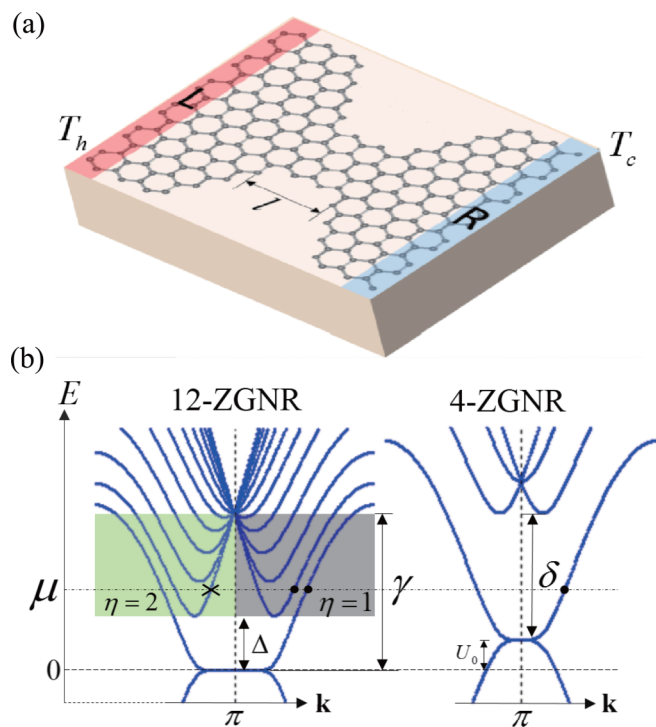 (a)
L
T_h
T_c
l
R
(b)
E
12-ZGNR
4-ZGNR
μ
η = 2
η = 1
γ
δ
Δ
U_0
0
π
k
π
k